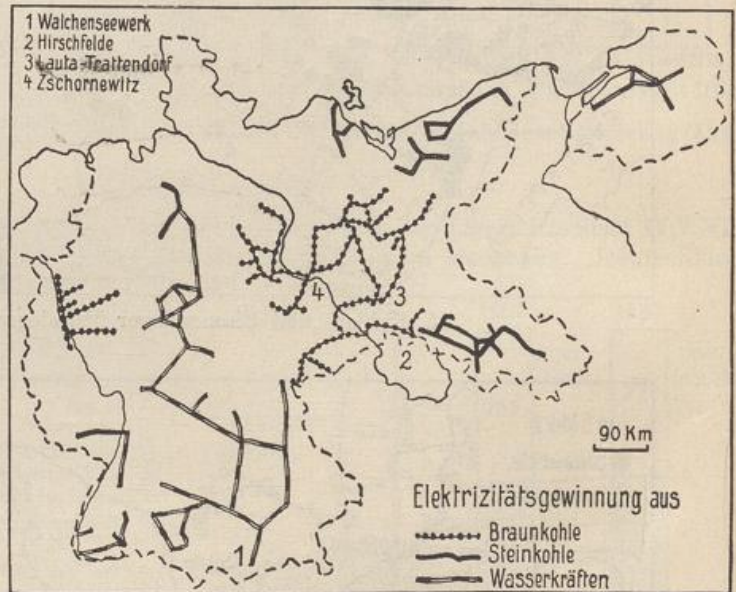 1 Walchenseewerk
2 Hirschfelde
3 Lauta-Trattendorf
4 Zschornewitz
4
3
2
90 Km
Elektrizitätsgewinnung aus
Braunkohle
Steinkohle
Wasserkräften
1